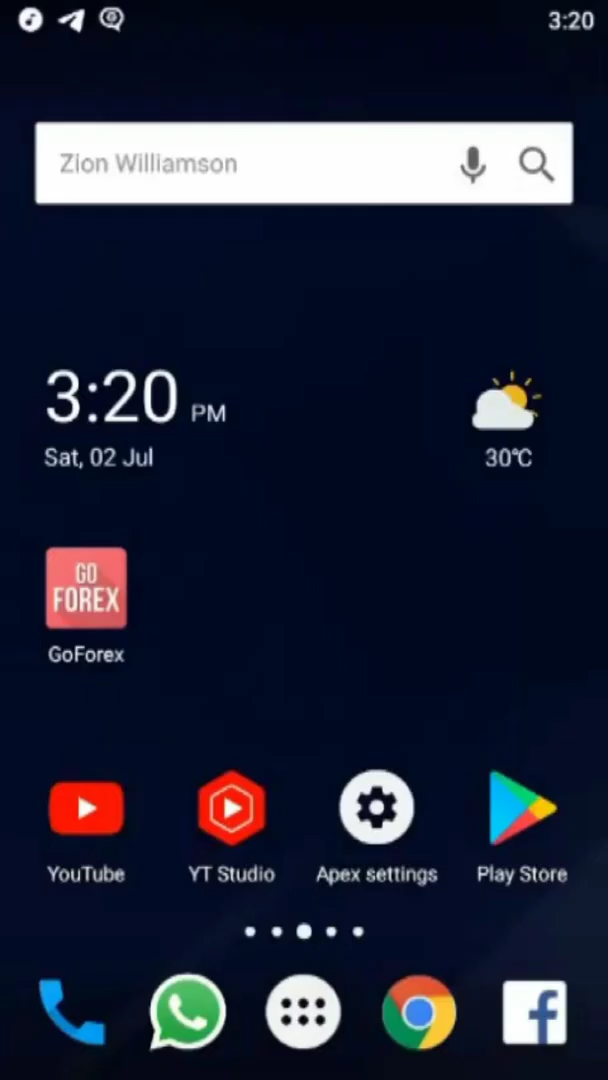 3:20
Zion Williamson
3:20 PM
Sat, 02 Jul
30°C
GO
FOREX
GoForex
YouTube
YT Studio
Apex settings
Play Store